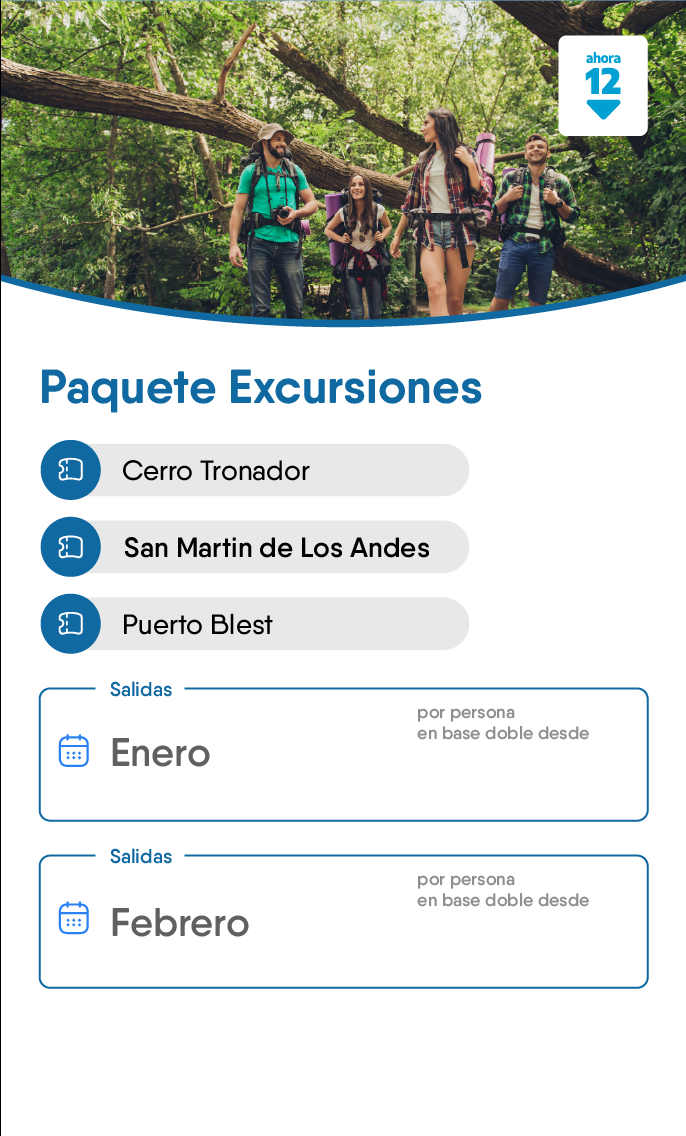 ahora
12
Paquete Excursiones
Cerro Tronador
San Martin de Los Andes
Puerto Blest
Salidas
Enero
por persona
en base doble desde
Salidas
Febrero
por persona
en base doble desde